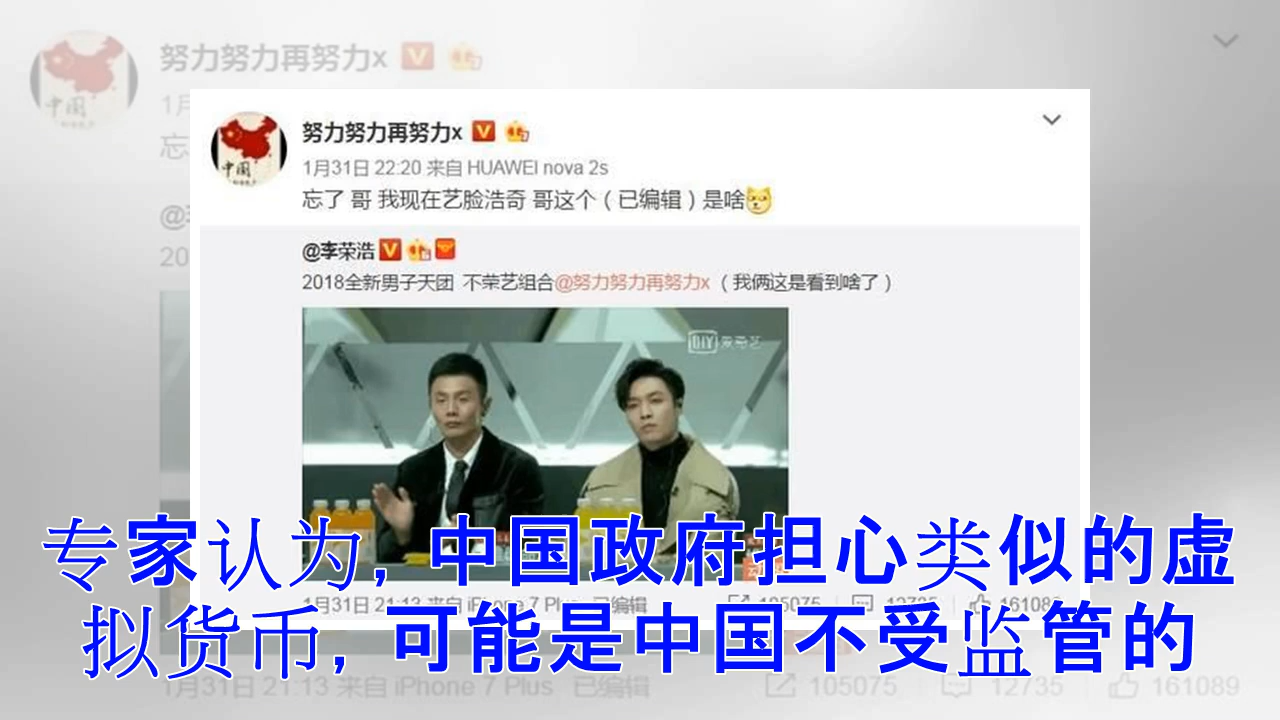 努力努力再努力x
1月31日 22:20 来自 HUAWEI nova 2s
忘了 哥 我现在艺脸浩奇 哥这个（已编辑）是啥
@李荣浩
2018全新男子天团 不荣艺组合@努力努力再努力x （我俩这是看到啥了）
iQIYI 爱奇艺
专家认为, 中国政府担心类似的虚
拟货币, 可能是中国不受监管的
1月31日 21:13 来自 iPhone 7 Plus 已编辑
105075 12735 161089